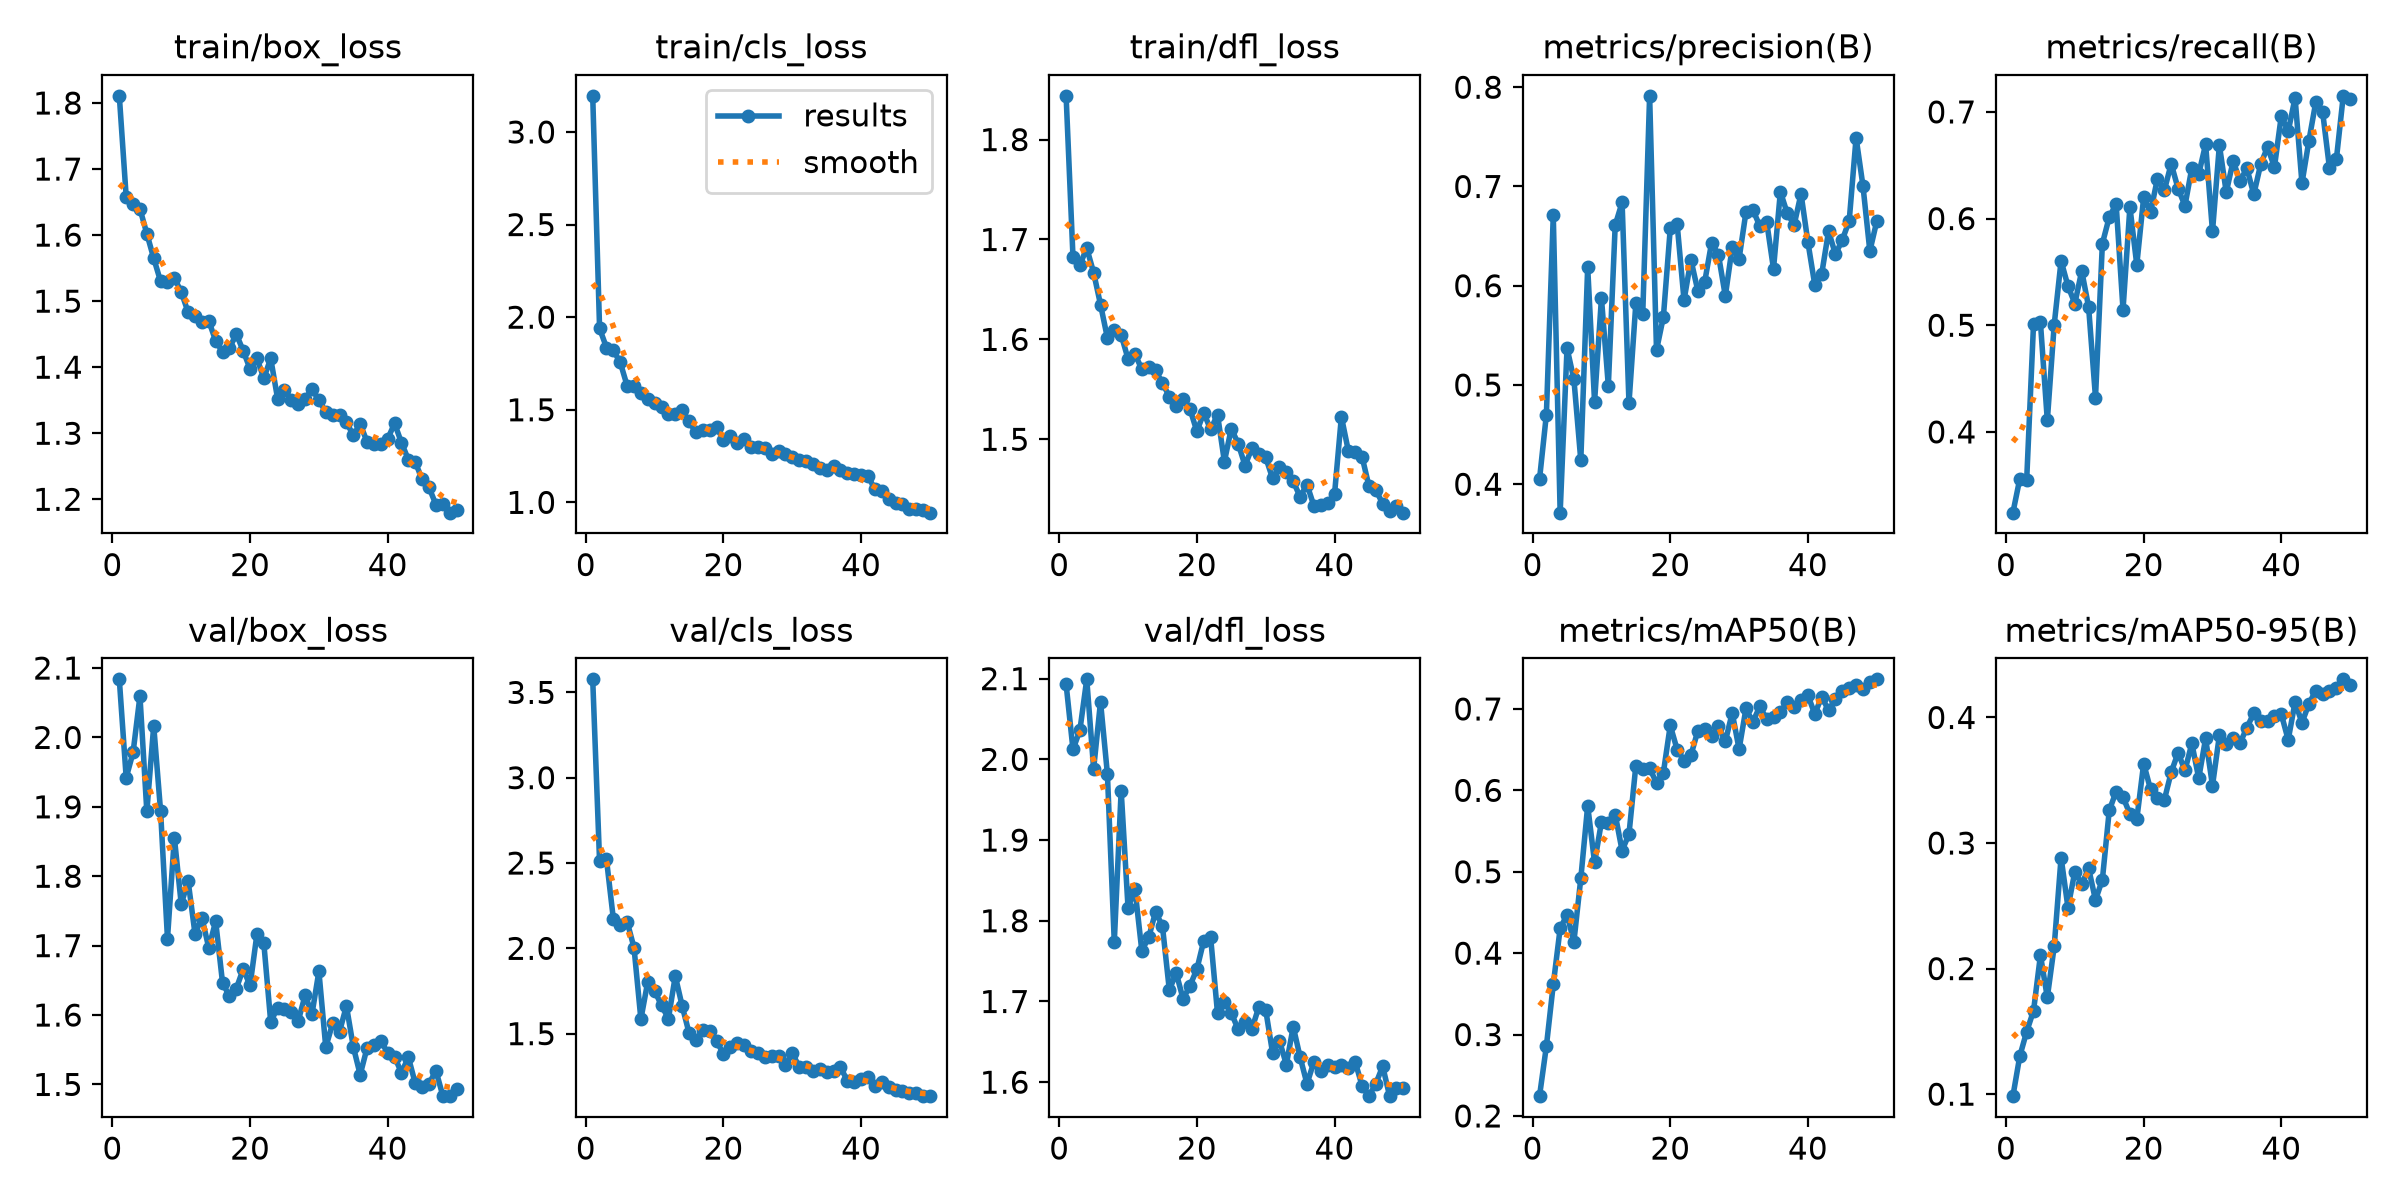 train/box_loss
train/cls_loss
train/dfl_loss
metrics/precision(B)
metrics/recall(B)
1.8
1.7
1.6
1.5
1.4
1.3
1.2
0 20 40
3.0
2.5
2.0
1.5
1.0
results
smooth
0 20 40
1.8
1.7
1.6
1.5
0 20 40
0.8
0.7
0.6
0.5
0.4
0 20 40
0.7
0.6
0.5
0.4
0 20 40
val/box_loss
val/cls_loss
val/dfl_loss
metrics/mAP50(B)
metrics/mAP50-95(B)
2.1
2.0
1.9
1.8
1.7
1.6
1.5
0 20 40
3.5
3.0
2.5
2.0
1.5
0 20 40
2.1
2.0
1.9
1.8
1.7
1.6
0 20 40
0.7
0.6
0.5
0.4
0.3
0.2
0 20 40
0.4
0.3
0.2
0.1
0 20 40